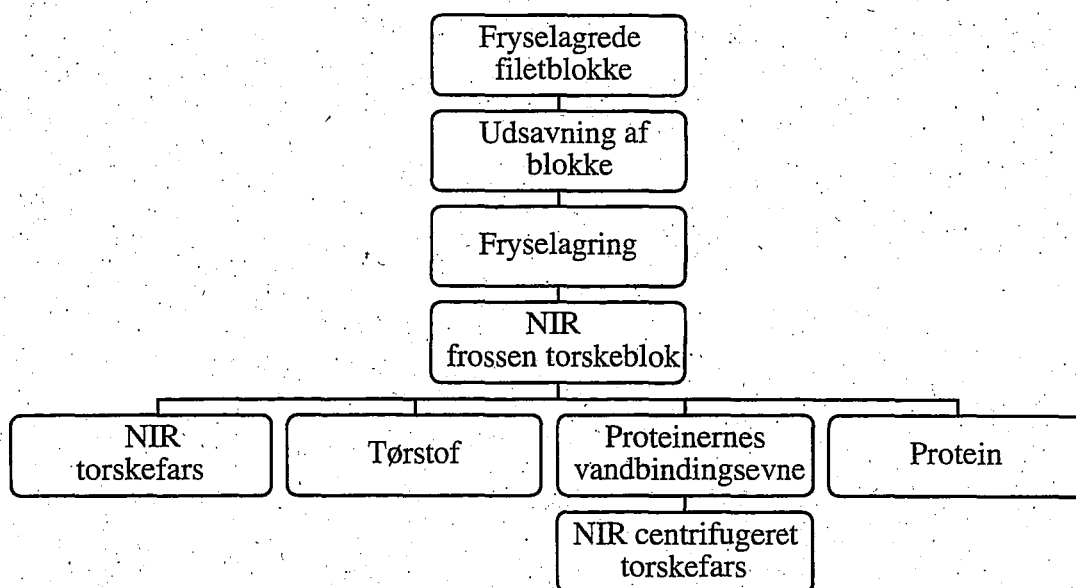 Fryselagrede
filetblokke
Udsavning af
blokke
Fryselagring
NIR
frossen torskeblok
NIR
torskefars
Tørstof
Proteinernes
vandbindingsevne
Protein
NIR centrifugeret
torskefars